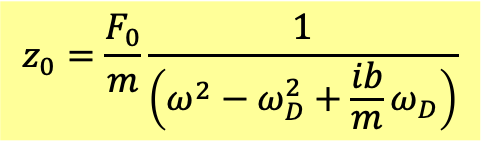 z₀ = F₀/m 1/(ω² − ω_D² + ib/m ω_D)